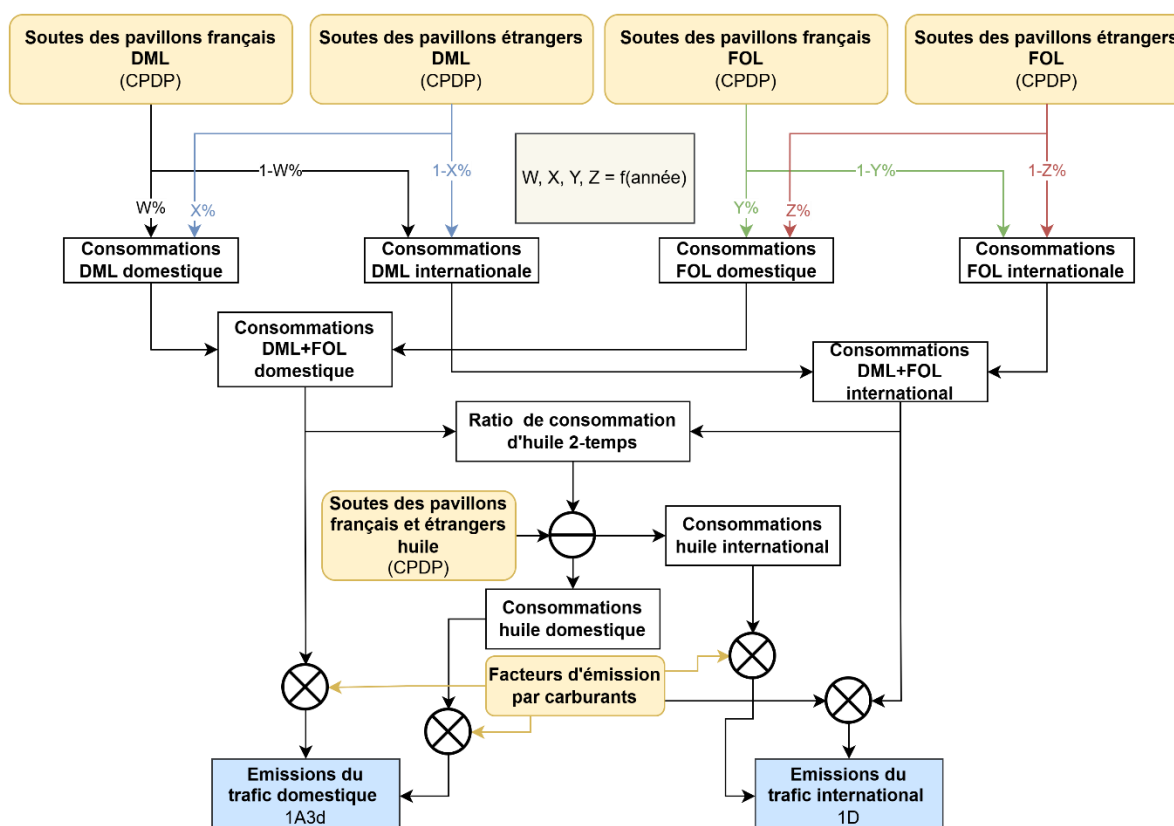 Soutes des pavillons français
DML
(CPDP)
Soutes des pavillons étrangers
DML
(CPDP)
Soutes des pavillons français
FOL
(CPDP)
Soutes des pavillons étrangers
FOL
(CPDP)
W, X, Y, Z = f(année)
1-W%
1-X%
1-Y%
1-Z%
W%
X%
Y%
Z%
Consommations
DML domestique
Consommations
DML internationale
Consommations
FOL domestique
Consommations
FOL internationale
Consommations
DML+FOL
domestique
Consommations
DML+FOL
international
Ratio de consommation
d'huile 2-temps
Soutes des pavillons
français et étrangers
huile
(CPDP)
Consommations
huile international
Consommations
huile domestique
Facteurs d'émission
par carburants
Emissions du
trafic domestique
1A3d
Emissions du
trafic international
1D